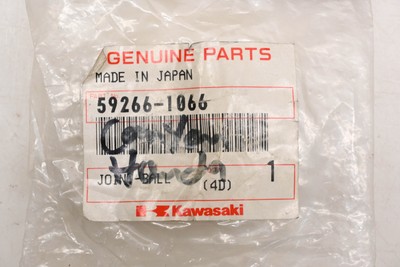 GENUINE PARTS
MADE IN JAPAN
59266-1066
JOINT-BALL (4D) 1
Kawasaki